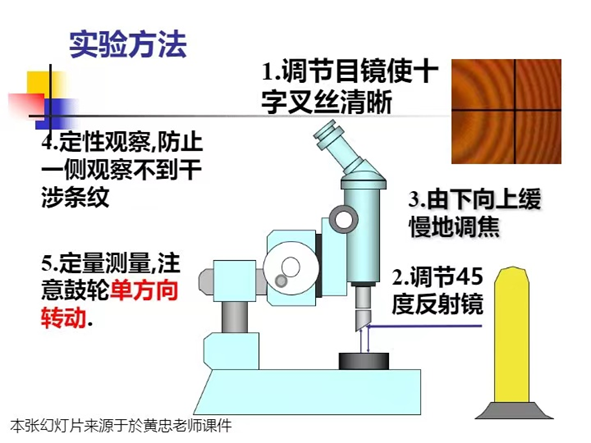 实验方法
1.调节目镜使十
字叉丝清晰
4.定性观察,防止
一侧观察不到干
涉条纹
3.由下向上缓
慢地调焦
5.定量测量,注
意鼓轮单方向
转动.
2.调节45
度反射镜
本张幻灯片来源于於黄忠老师课件